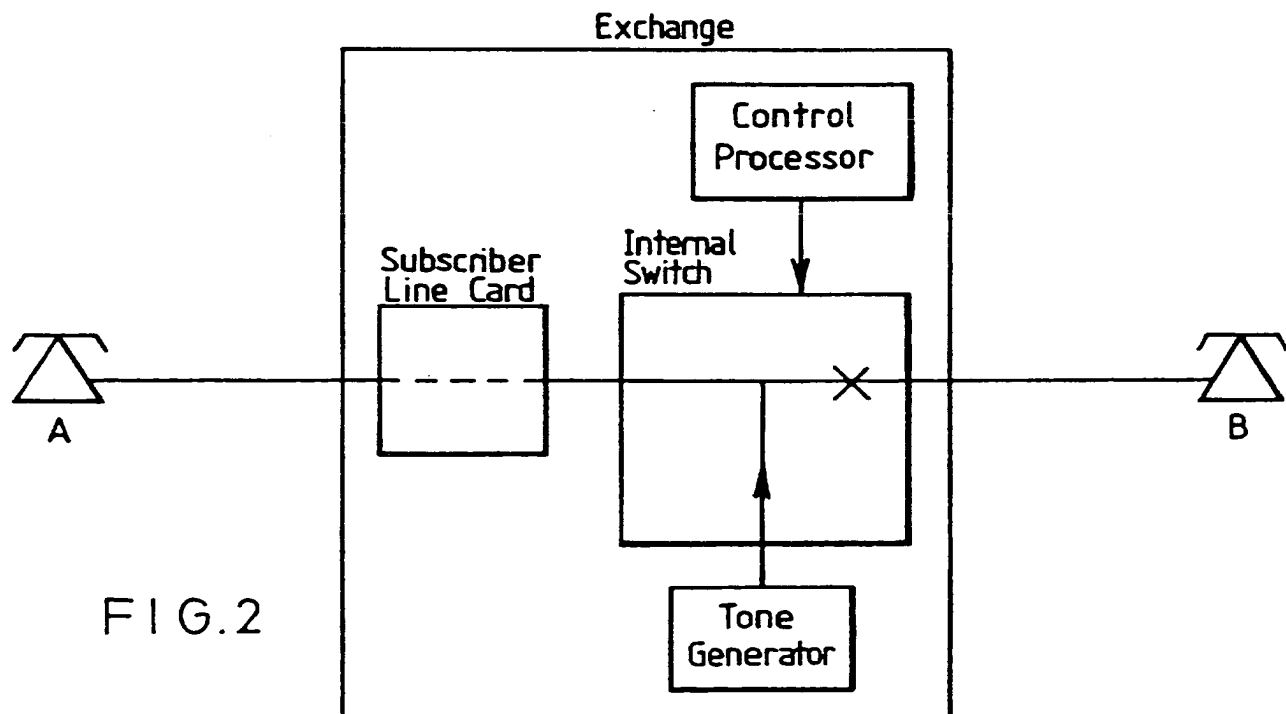 Exchange
Control
Processor
Internal
Switch
Subscriber
Line Card
A
B
Tone
Generator
FIG.2